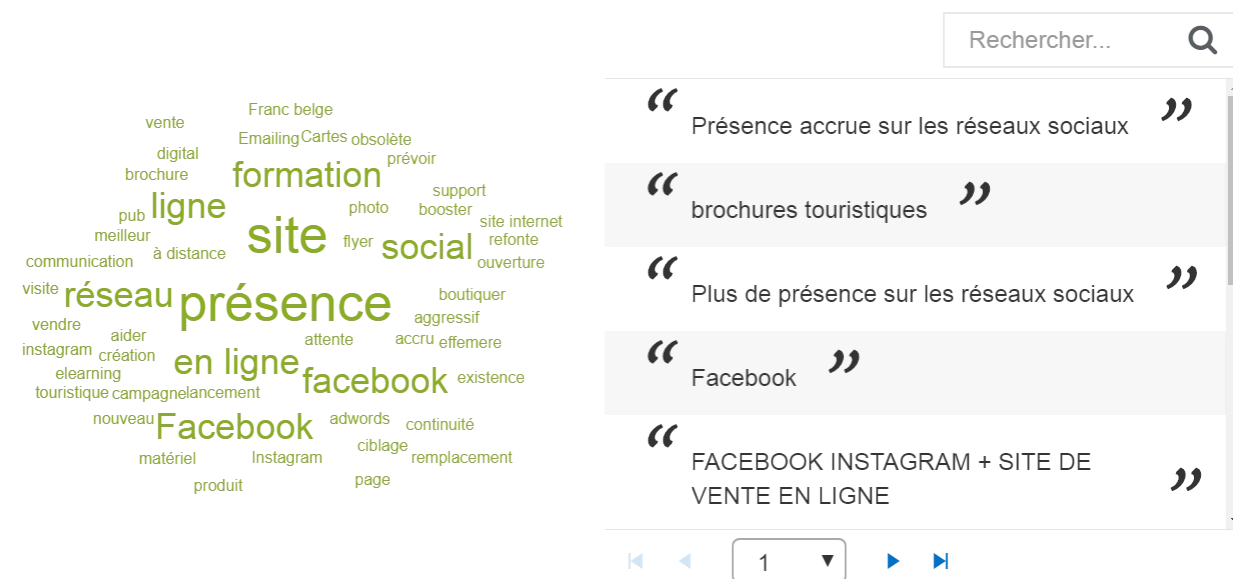 Rechercher...
Franc belge
vente
Emailing Cartes obsolète
digital
prévoir
brochure
formation
support
ligne
photo
booster
pub
site internet
meilleur
site
flyer
social
refonte
à distance
communication
ouverture
visite
réseau
présence
boutiquer
aggressif
vendre
aider
attente
accru
effemere
instagram
création
en ligne
elearning
facebook
existence
touristique
campagne
lancement
nouveau
Facebook
adwords
continuité
ciblage
matériel
Instagram
remplacement
produit
page
“ Présence accrue sur les réseaux sociaux ”
“ brochures touristiques ”
“ Plus de présence sur les réseaux sociaux ”
“ Facebook ”
“ FACEBOOK INSTAGRAM + SITE DE
VENTE EN LIGNE ”
1